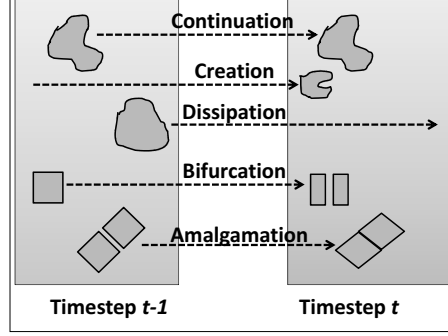 Continuation
Creation
Dissipation
Bifurcation
Amalgamation
Timestep t-1
Timestep t